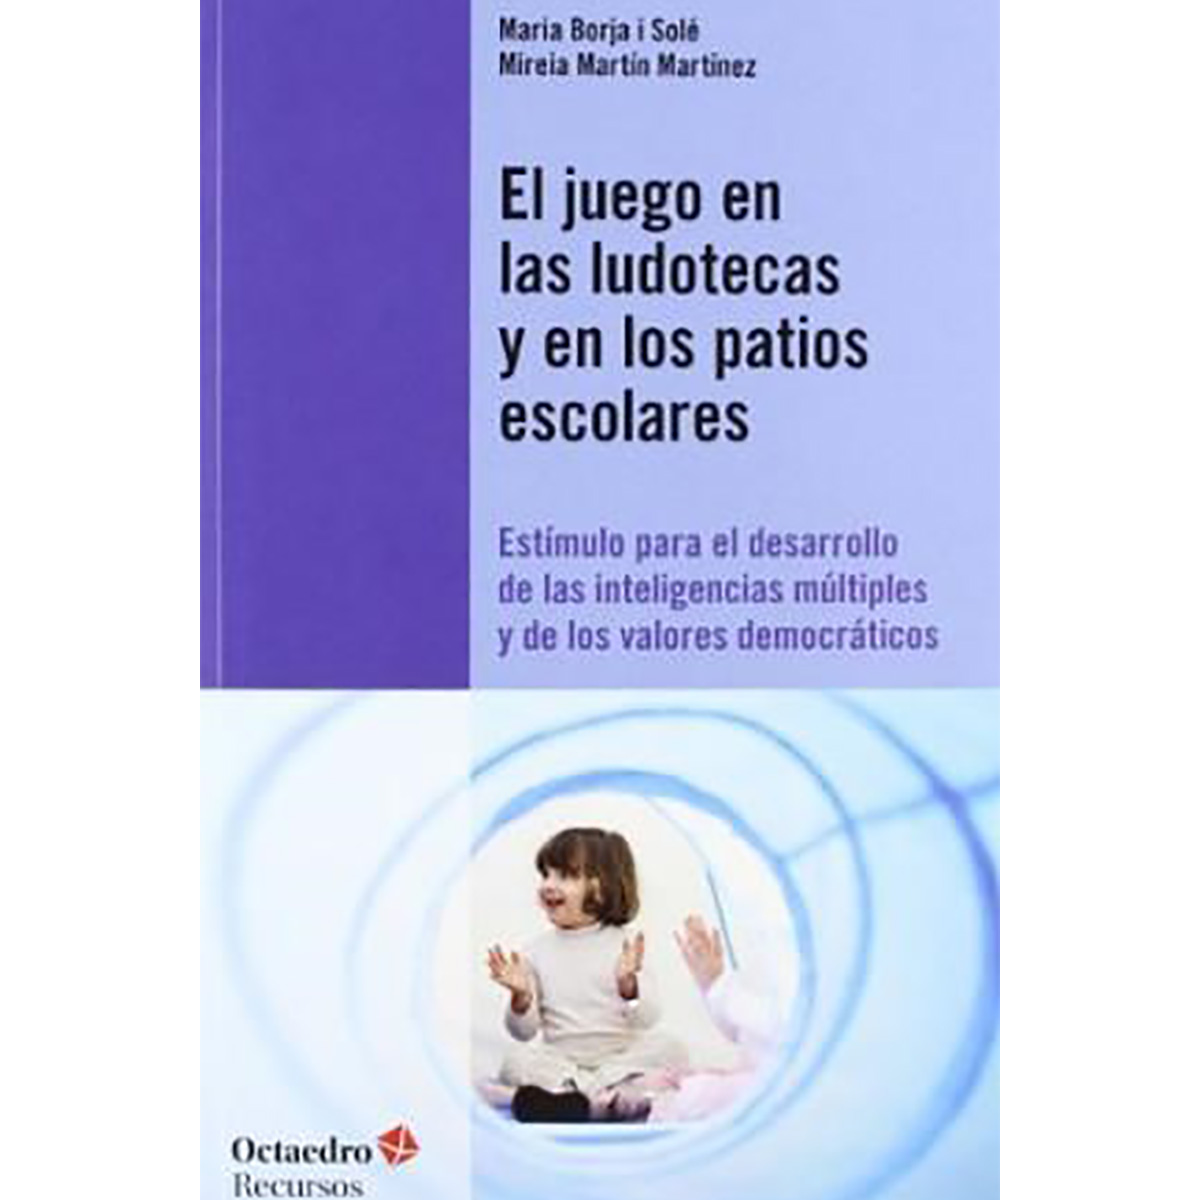 Maria Borja i Solé
Mireia Martín Martínez
El juego en
las ludotecas
y en los patios
escolares
Estímulo para el desarrollo
de las inteligencias múltiples
y de los valores democráticos
Octaedro
Recursos